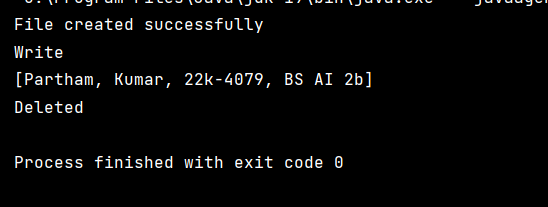 File created successfully
Write
[Partham, Kumar, 22k-4079, BS AI 2b]
Deleted
Process finished with exit code 0